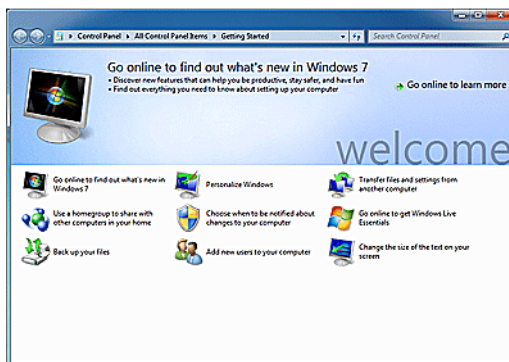 Control Panel ▸ All Control Panel Items ▸ Getting Started
Search Control Panel
Go online to find out what's new in Windows 7
• Discover new features that can help you be productive, stay safer, and have fun
• Find out everything you need to know about setting up your computer
Go online to learn more
welcome
Go online to find out what's new in
Windows 7
Personalize Windows
Transfer files and settings from
another computer
Use a homegroup to share with
other computers in your home
Choose when to be notified about
changes to your computer
Go online to get Windows Live
Essentials
Back up your files
Add new users to your computer
Change the size of the text on your
screen